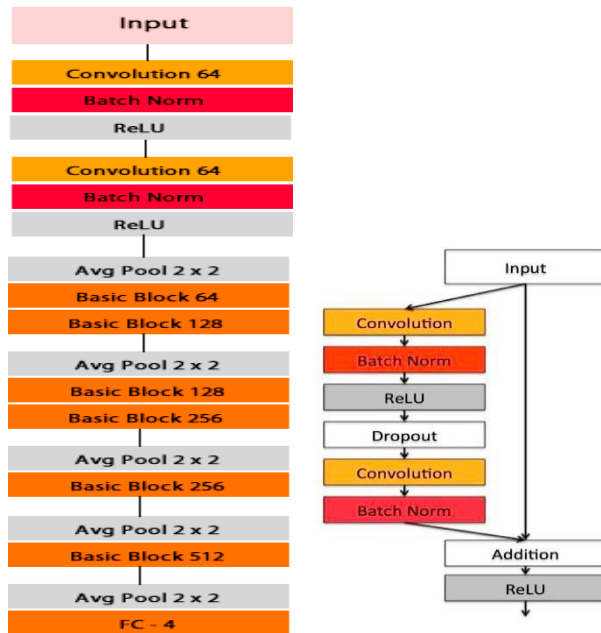 Input
Convolution 64
Batch Norm
ReLU
Convolution 64
Batch Norm
ReLU
Avg Pool 2 x 2
Basic Block 64
Basic Block 128
Avg Pool 2 x 2
Basic Block 128
Basic Block 256
Avg Pool 2 x 2
Basic Block 256
Avg Pool 2 x 2
Basic Block 512
Avg Pool 2 x 2
FC - 4
Input
Convolution
Batch Norm
ReLU
Dropout
Convolution
Batch Norm
Addition
ReLU